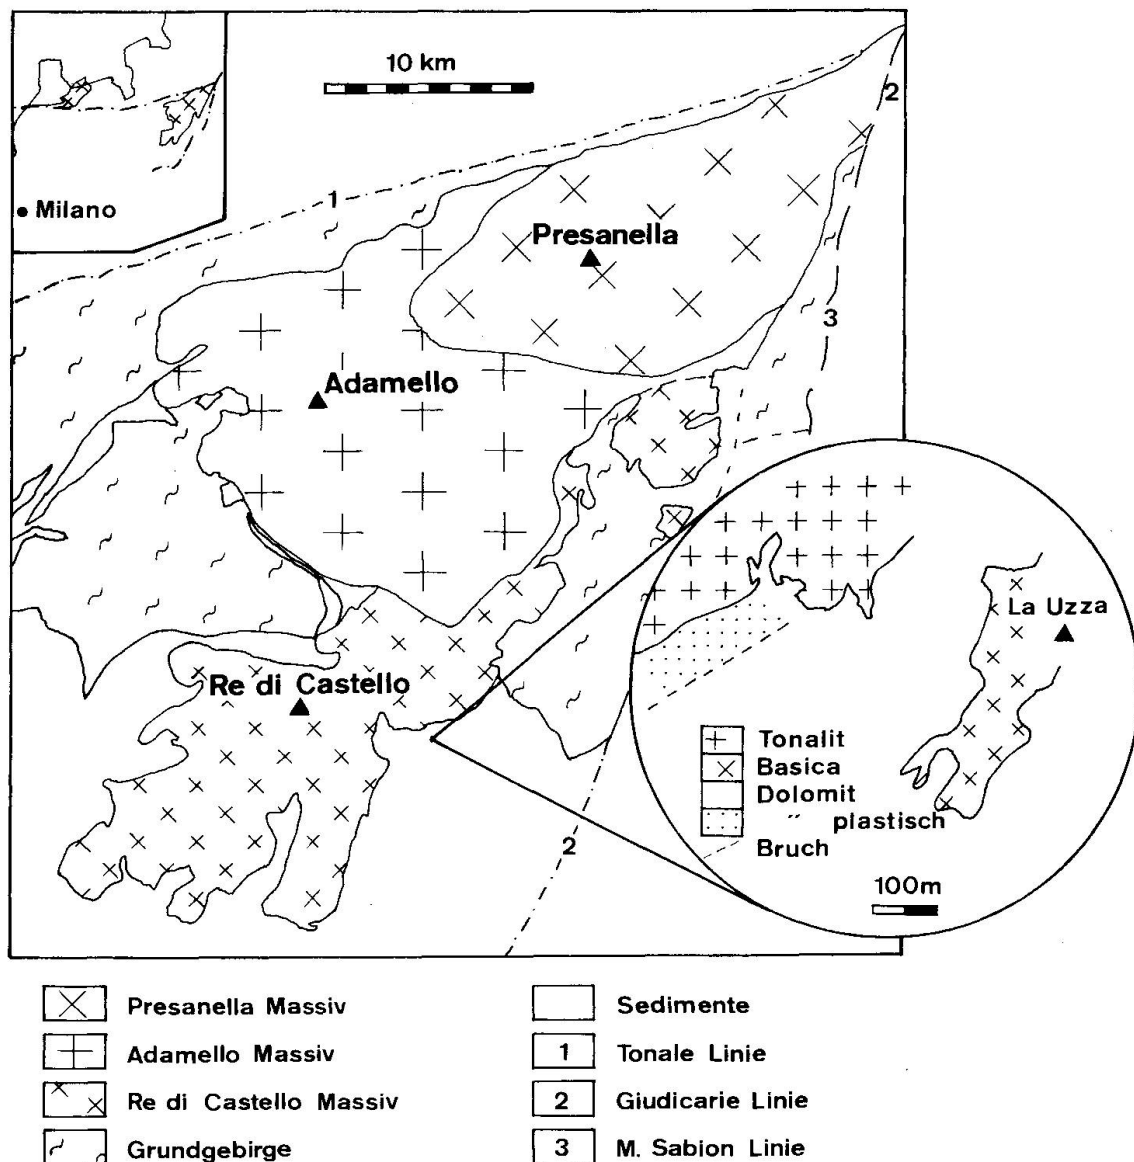 10 km
2
1
Milano
Presanella
3
Adamello
La Uzza
Re di Castello
Tonalit
Basica
Dolomit
" plastisch
Bruch
2
100m
Presanella Massiv
Adamello Massiv
Re di Castello Massiv
Grundgebirge
Sedimente
1 Tonale Linie
2 Giudicarie Linie
3 M. Sabion Linie